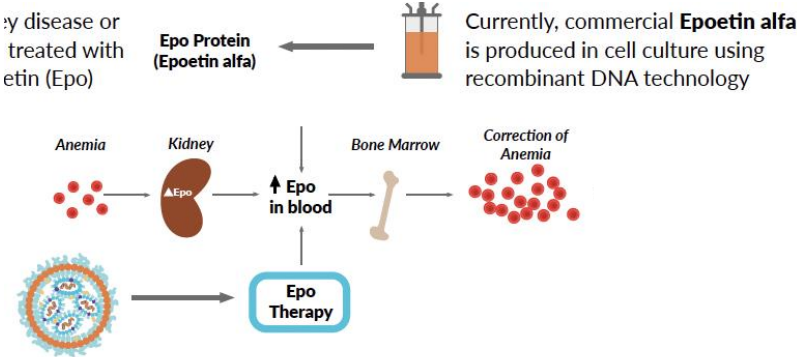 ey disease or
treated with
etin (Epo)
Epo Protein
(Epoetin alfa)
Currently, commercial Epoetin alfa
is produced in cell culture using
recombinant DNA technology
Anemia
Kidney
Bone Marrow
Correction of
Anemia
▲Epo
Epo
in blood
Epo
Therapy